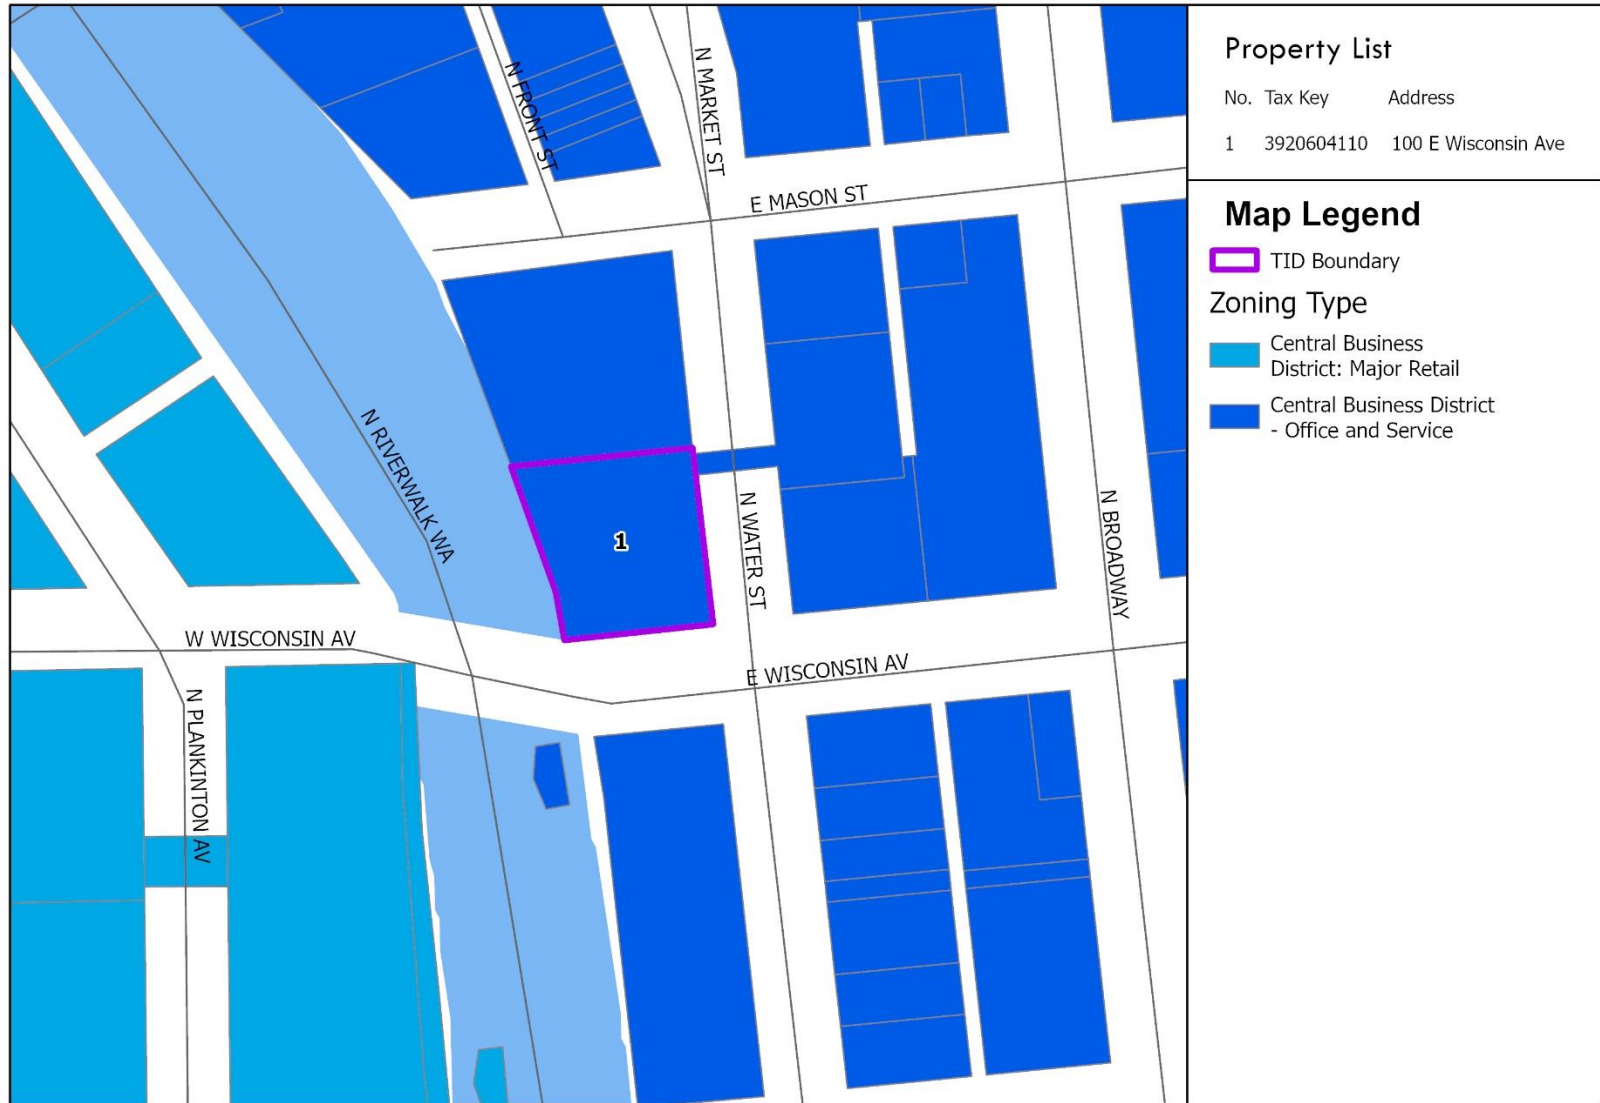 Property List
No. Tax Key Address
1 3920604110 100 E Wisconsin Ave
Map Legend
TID Boundary
Zoning Type
Central Business
District: Major Retail
Central Business District
- Office and Service
N FRONT ST
N MARKET ST
E MASON ST
N RIVERWALK WA
1
N WATER ST
N BROADWAY
W WISCONSIN AV
E WISCONSIN AV
N PLANKINTON AV